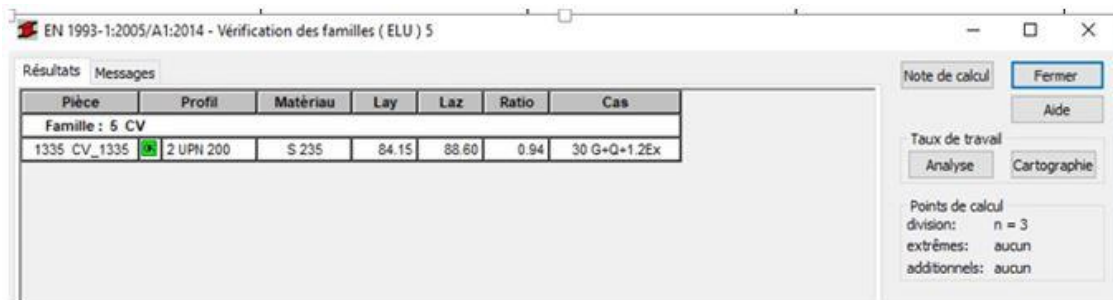 EN 1993-1:2005/A1:2014 - Vérification des familles ( ELU ) 5
Résultats Messages
Pièce Profil Matériau Lay Laz Ratio Cas
Famille : 5 CV
1335 CV_1335 OK 2 UPN 200 S 235 84.15 88.60 0.94 30 G+Q+1.2Ex
Note de calcul Fermer
Aide
Taux de travail
Analyse Cartographie
Points de calcul
division: n = 3
extrêmes: aucun
additionnels: aucun